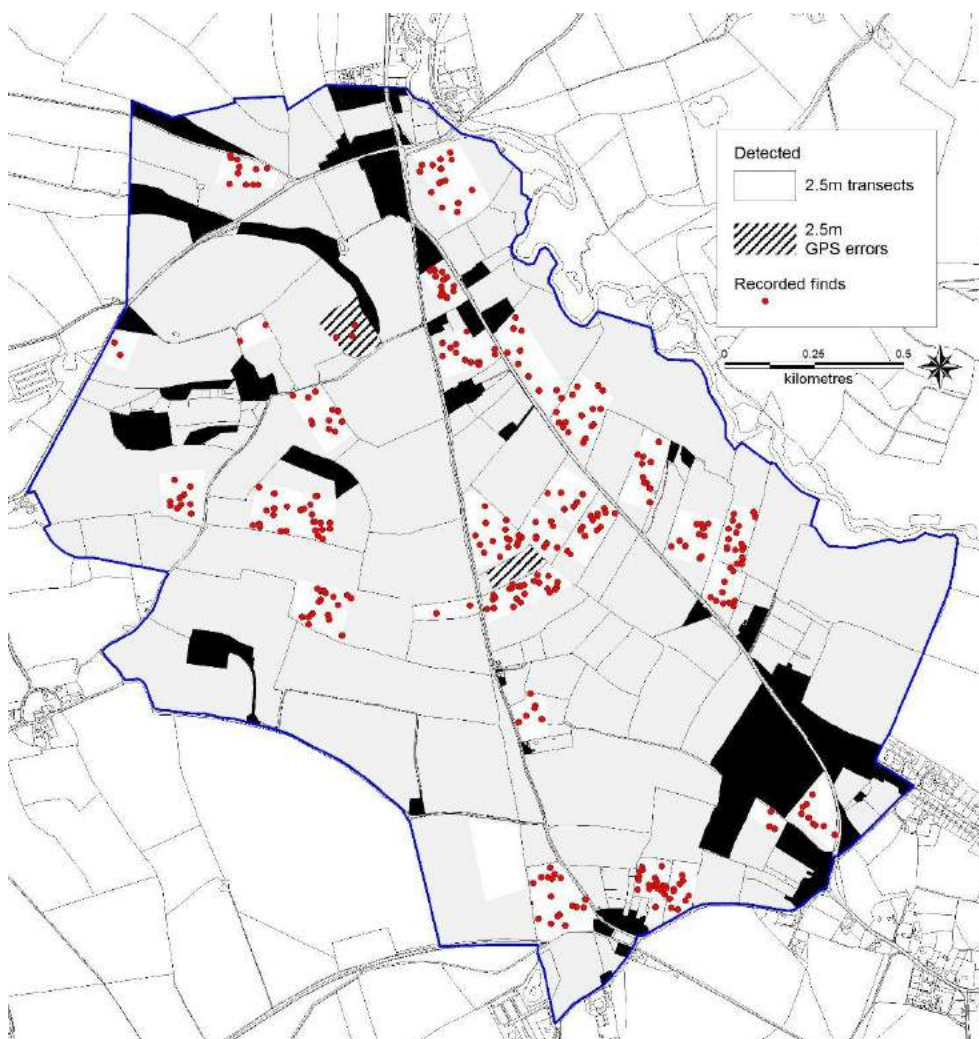 Detected
2.5m transects
2.5m
GPS errors
Recorded finds
0 0.25 0.5
kilometres